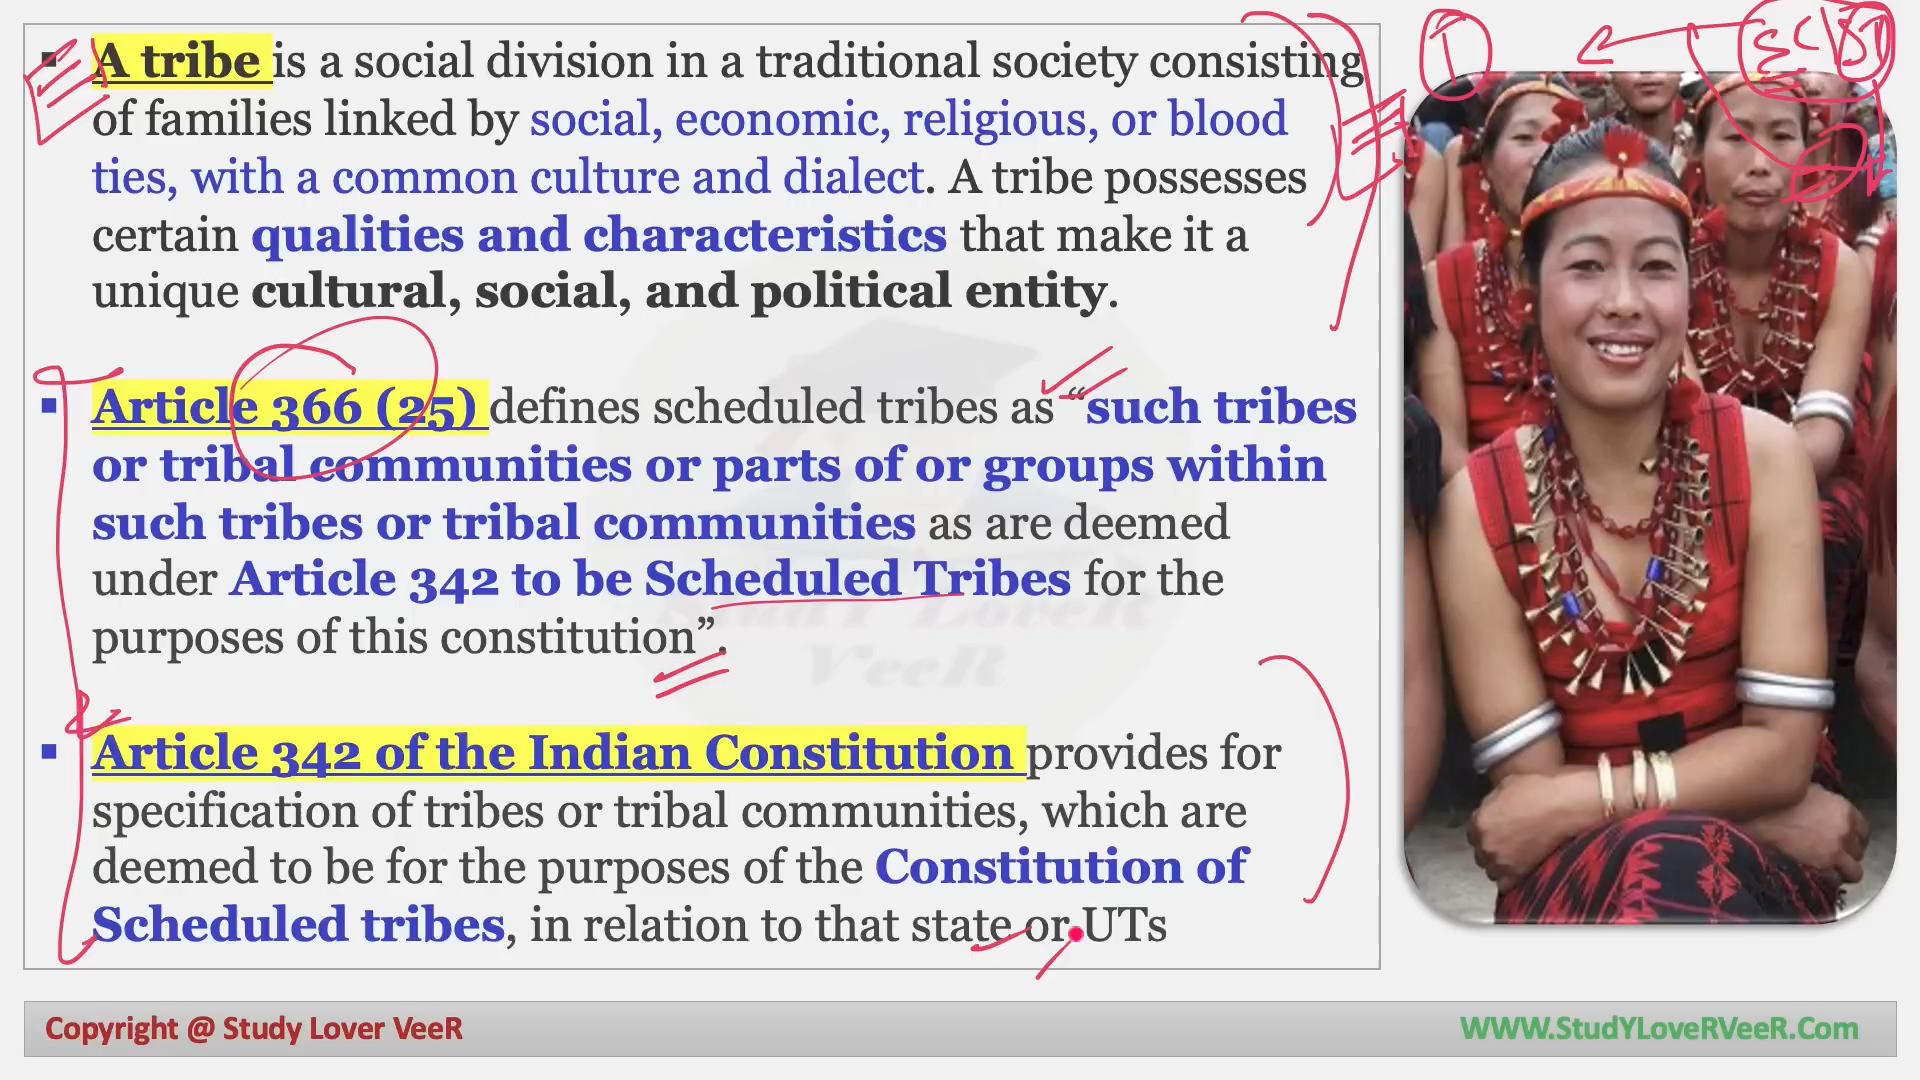 A tribe is a social division in a traditional society consisting
of families linked by social, economic, religious, or blood
ties, with a common culture and dialect. A tribe possesses
certain qualities and characteristics that make it a
unique cultural, social, and political entity.
Article 366 (25) defines scheduled tribes as “such tribes
or tribal communities or parts of or groups within
such tribes or tribal communities as are deemed
under Article 342 to be Scheduled Tribes for the
purposes of this constitution”.
Article 342 of the Indian Constitution provides for
specification of tribes or tribal communities, which are
deemed to be for the purposes of the Constitution of
Scheduled tribes, in relation to that state or UTs
StudY LoveR
VeeR
SC/ST
Copyright @ Study Lover VeeR
WWW.StudYLoveRVeeR.Com